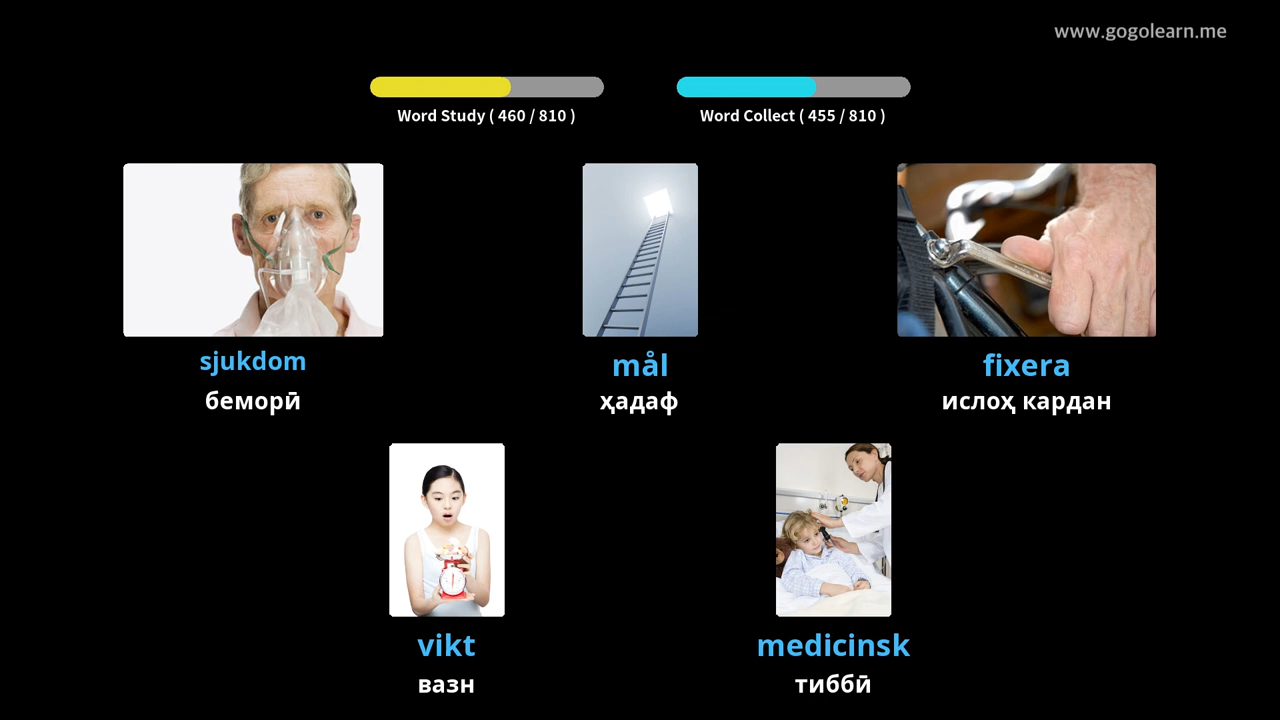 www.gogolearn.me
Word Study ( 460 / 810 )
Word Collect ( 455 / 810 )
sjukdom
mål
fixera
беморӣ
ҳадаф
ислоҳ кардан
vikt
medicinsk
вазн
тиббӣ